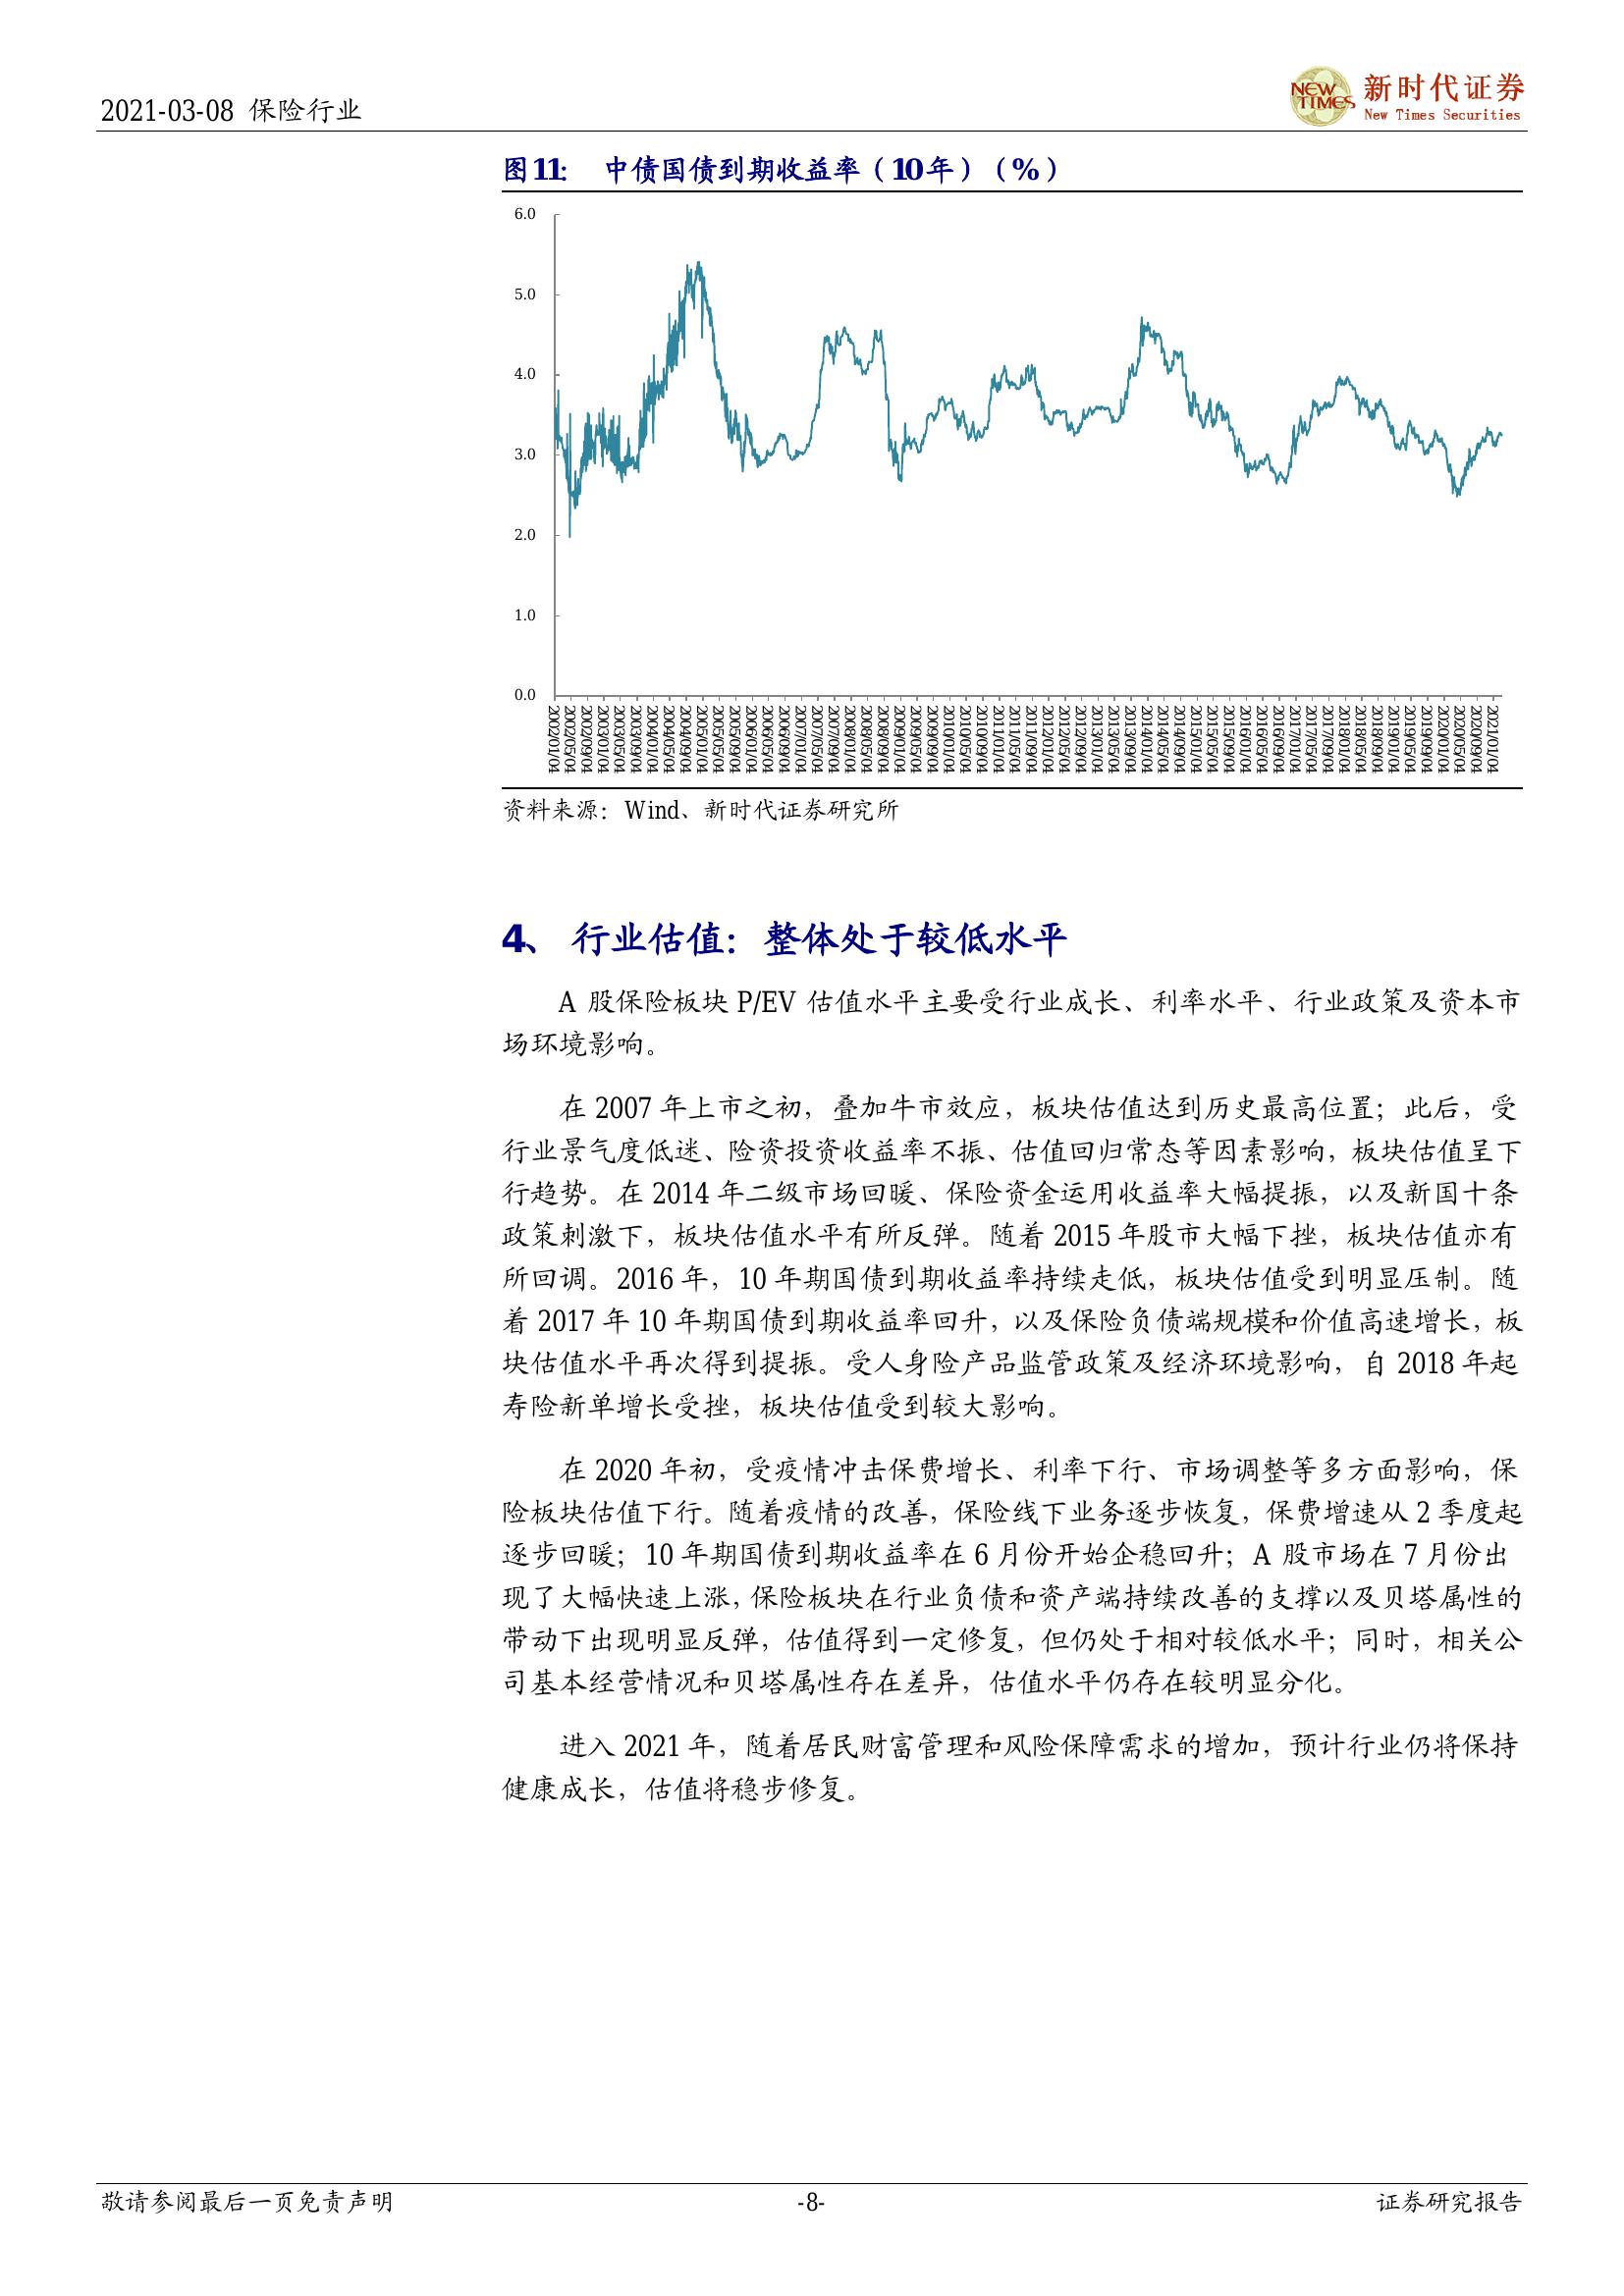 2021-03-08 保险行业
NEW TIMES 新时代证券
New Times Securities
图11: 中债国债到期收益率（10年）（%）
6.0
5.0
4.0
3.0
2.0
1.0
0.0
2002/01/04
2002/05/04
2002/09/04
2003/01/04
2003/05/04
2003/09/04
2004/01/04
2004/05/04
2004/09/04
2005/01/04
2005/05/04
2005/09/04
2006/01/04
2006/05/04
2006/09/04
2007/01/04
2007/05/04
2007/09/04
2008/01/04
2008/05/04
2008/09/04
2009/01/04
2009/05/04
2009/09/04
2010/01/04
2010/05/04
2010/09/04
2011/01/04
2011/05/04
2011/09/04
2012/01/04
2012/05/04
2012/09/04
2013/01/04
2013/05/04
2013/09/04
2014/01/04
2014/05/04
2014/09/04
2015/01/04
2015/05/04
2015/09/04
2016/01/04
2016/05/04
2016/09/04
2017/01/04
2017/05/04
2017/09/04
2018/01/04
2018/05/04
2018/09/04
2019/01/04
2019/05/04
2019/09/04
2020/01/04
2020/05/04
2020/09/04
2021/01/04
资料来源：Wind、新时代证券研究所
4、 行业估值：整体处于较低水平
A 股保险板块 P/EV 估值水平主要受行业成长、利率水平、行业政策及资本市
场环境影响。
在 2007 年上市之初，叠加牛市效应，板块估值达到历史最高位置；此后，受
行业景气度低迷、险资投资收益率不振、估值回归常态等因素影响，板块估值呈下
行趋势。在 2014 年二级市场回暖、保险资金运用收益率大幅提振，以及新国十条
政策刺激下，板块估值水平有所反弹。随着 2015 年股市大幅下挫，板块估值亦有
所回调。2016 年，10 年期国债到期收益率持续走低，板块估值受到明显压制。随
着 2017 年 10 年期国债到期收益率回升，以及保险负债端规模和价值高速增长，板
块估值水平再次得到提振。受人身险产品监管政策及经济环境影响，自 2018 年起
寿险新单增长受挫，板块估值受到较大影响。
在 2020 年初，受疫情冲击保费增长、利率下行、市场调整等多方面影响，保
险板块估值下行。随着疫情的改善，保险线下业务逐步恢复，保费增速从 2 季度起
逐步回暖；10 年期国债到期收益率在 6 月份开始企稳回升；A 股市场在 7 月份出
现了大幅快速上涨，保险板块在行业负债和资产端持续改善的支撑以及贝塔属性的
带动下出现明显反弹，估值得到一定修复，但仍处于相对较低水平；同时，相关公
司基本经营情况和贝塔属性存在差异，估值水平仍存在较明显分化。
进入 2021 年，随着居民财富管理和风险保障需求的增加，预计行业仍将保持
健康成长，估值将稳步修复。
敬请参阅最后一页免责声明 -8- 证券研究报告